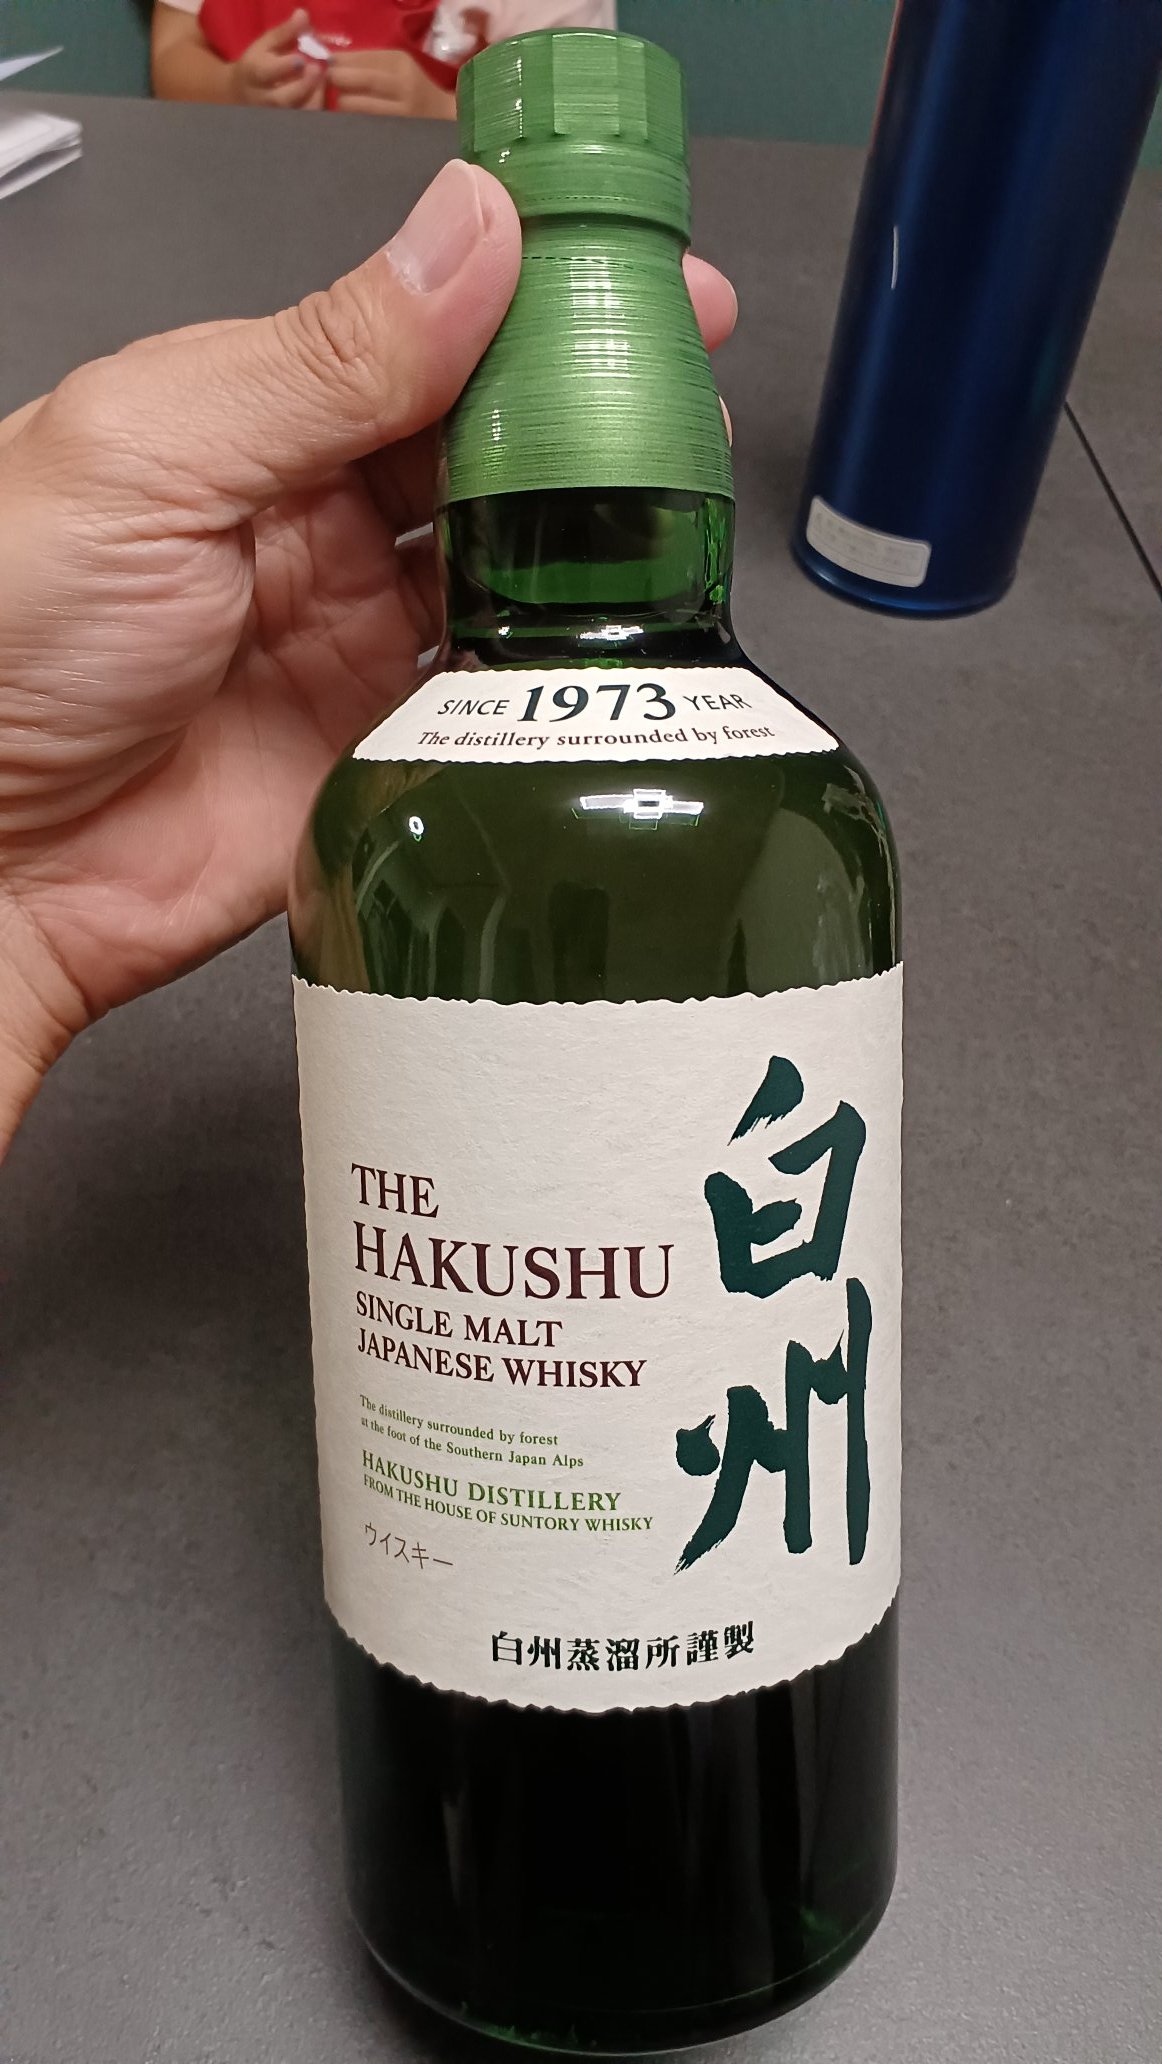 SINCE 1973 YEAR
The distillery surrounded by forest
白州
THE
HAKUSHU
SINGLE MALT
JAPANESE WHISKY
The distillery surrounded by forest
at the foot of the Southern Japan Alps
HAKUSHU DISTILLERY
FROM THE HOUSE OF SUNTORY WHISKY
ウイスキー
白州蒸溜所謹製